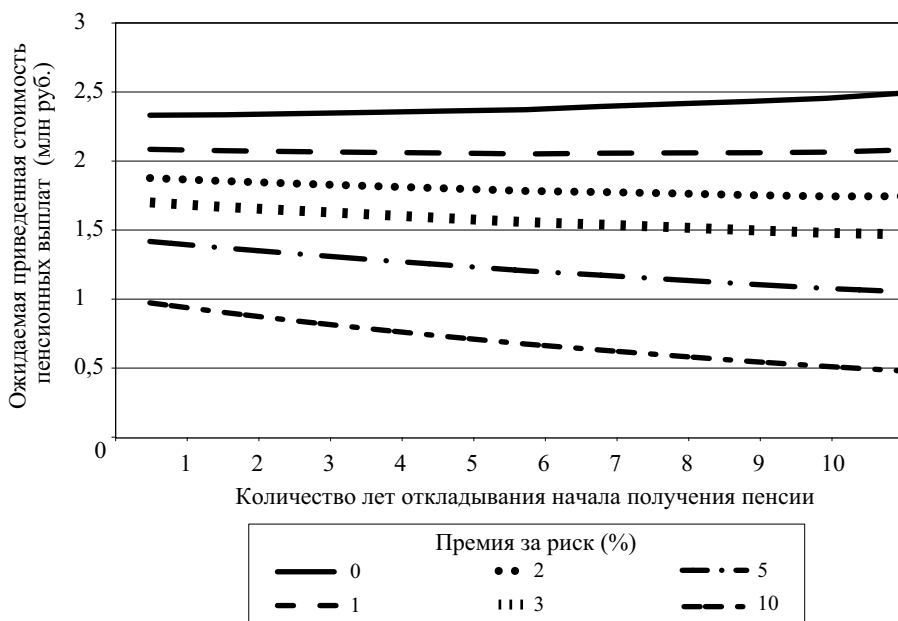 Ожидаемая приведенная стоимость
пенсионных выплат (млн руб.)
3
2,5
2
1,5
1
0,5
0
1 2 3 4 5 6 7 8 9 10
Количество лет откладывания начала получения пенсии
Премия за риск (%)
0 2 5
1 3 10